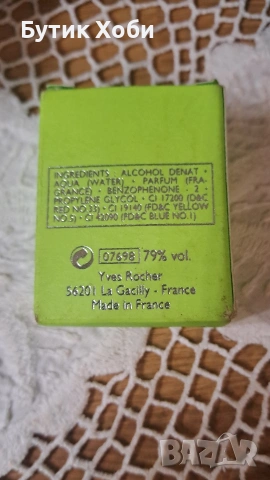 Бутик Хоби
INGREDIENTS ALCOHOL DENAT •
AQUA (WATER) • PARFUM (FRA-
GRANCE) • BENZOPHENONE - 2 •
PROPYLENE GLYCOL • CI 17200 (D&C
RED NO.33) • CI 19140 (FD&C YELLOW
NO.5) • CI 42090 (FD&C BLUE NO.1)
07698 79% vol.
Yves Rocher
56201 La Gacilly - France
Made in France
BAZAR